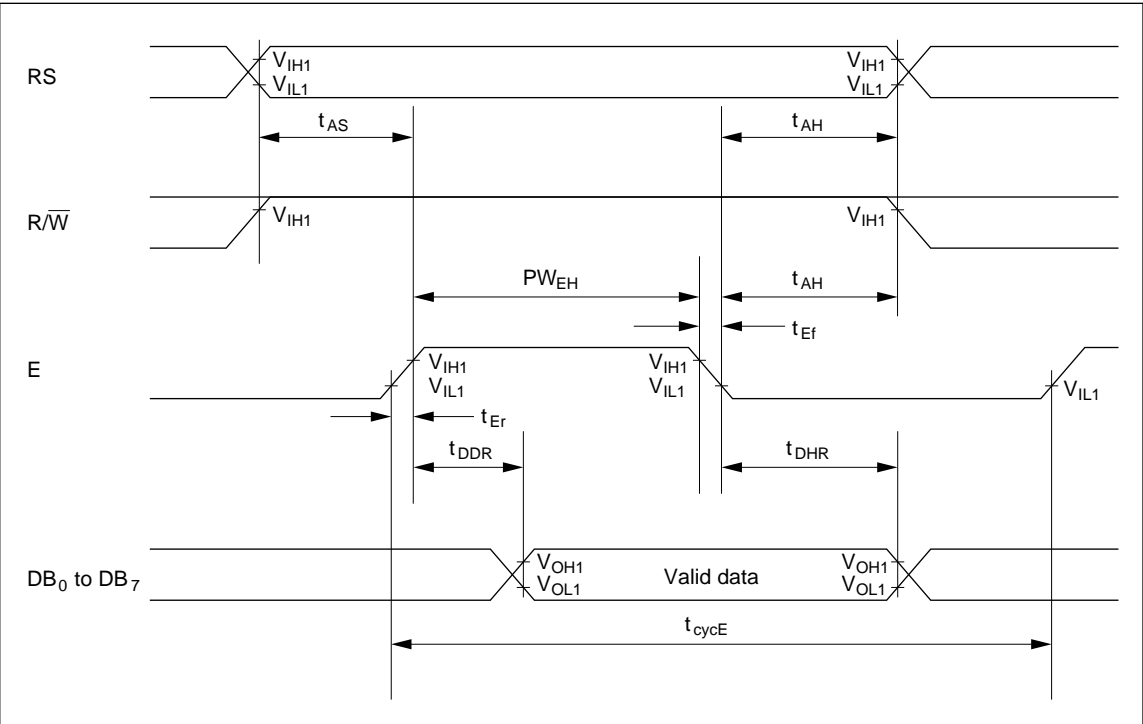 RS
VIH1
VIL1
VIH1
VIL1
tAS
tAH
R/W̅
VIH1
VIH1
PWEH
tAH
tEf
E
VIH1
VIL1
VIH1
VIL1
VIL1
tEr
tDDR
tDHR
DB0 to DB7
VOH1
VOL1
Valid data
VOH1
VOL1
tcycE